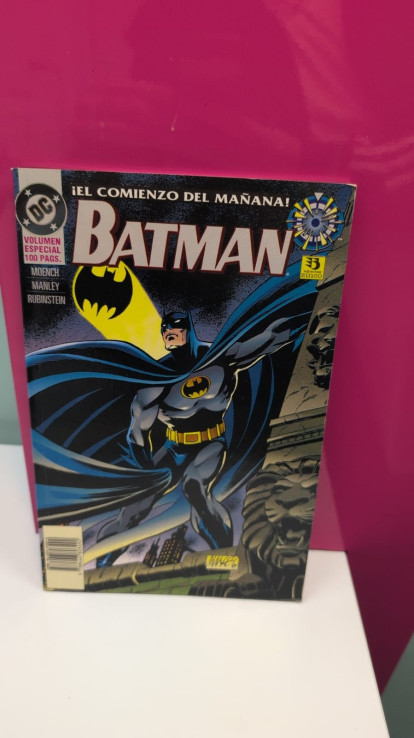 ¡EL COMIENZO DEL MAÑANA!
DC
BATMAN
VOLUMEN
ESPECIAL
100 PAGS.
MOENCH
MANLEY
RUBINSTEIN